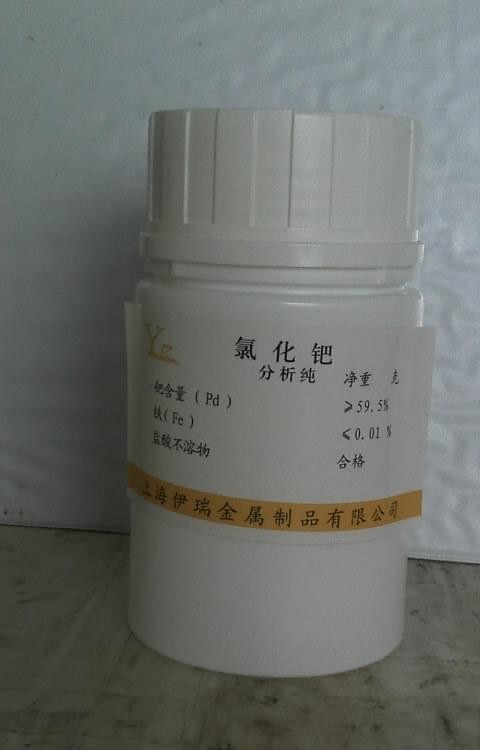 Yr
氯化钯
分析纯
净重 克
钯含量 ( Pd ) ≥59.5%
铁( Fe ) ≤0.01 %
盐酸不溶物 合格
上海伊瑞金属制品有限公司